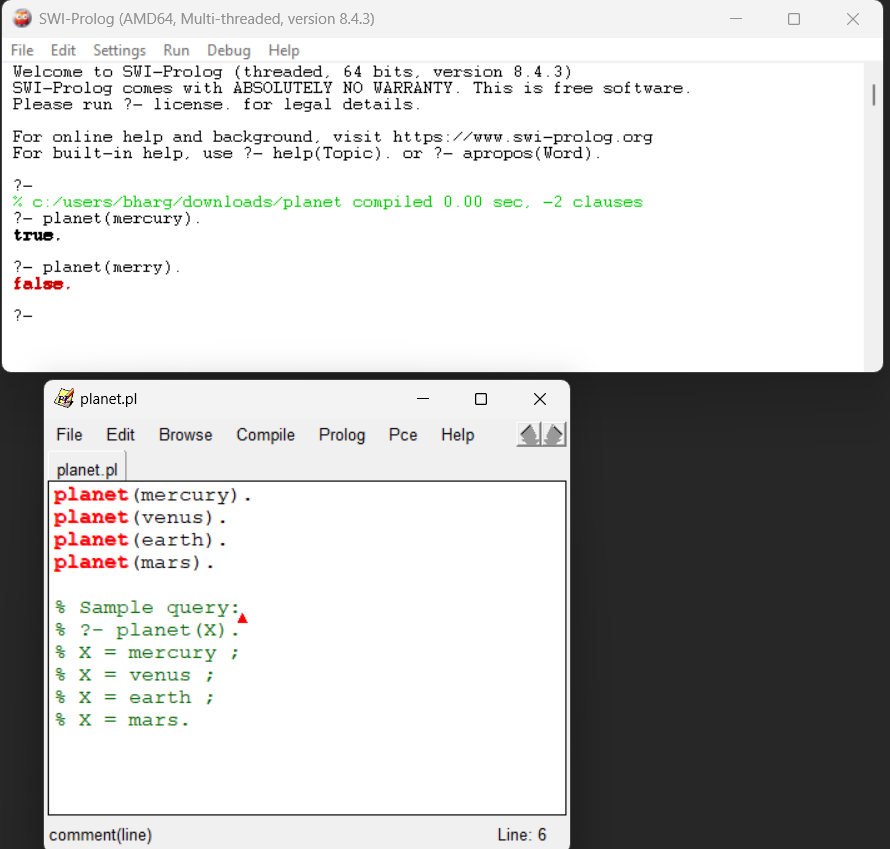 SWI-Prolog (AMD64, Multi-threaded, version 8.4.3)
File Edit Settings Run Debug Help
Welcome to SWI-Prolog (threaded, 64 bits, version 8.4.3)
SWI-Prolog comes with ABSOLUTELY NO WARRANTY. This is free software.
Please run ?- license. for legal details.
For online help and background, visit https://www.swi-prolog.org
For built-in help, use ?- help(Topic). or ?- apropos(Word).
?-
% c:/users/bharg/downloads/planet compiled 0.00 sec, -2 clauses
?- planet(mercury).
true.
?- planet(merry).
false.
?-
planet.pl
File Edit Browse Compile Prolog Pce Help
planet.pl
planet(mercury).
planet(venus).
planet(earth).
planet(mars).
% Sample query:
% ?- planet(X).
% X = mercury ;
% X = venus ;
% X = earth ;
% X = mars.
comment(line) Line: 6